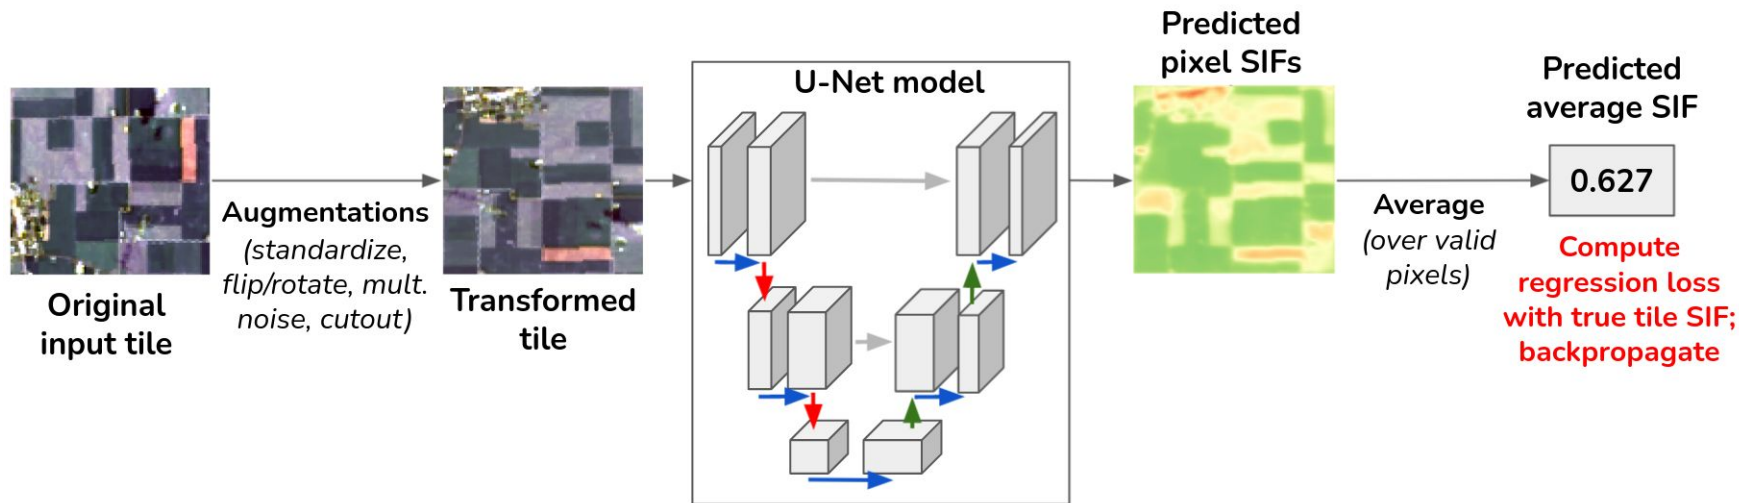 Original
input tile
Augmentations
(standardize,
flip/rotate, mult.
noise, cutout)
Transformed
tile
U-Net model
Predicted
pixel SIFs
Average
(over valid
pixels)
Predicted
average SIF
0.627
Compute
regression loss
with true tile SIF;
backpropagate